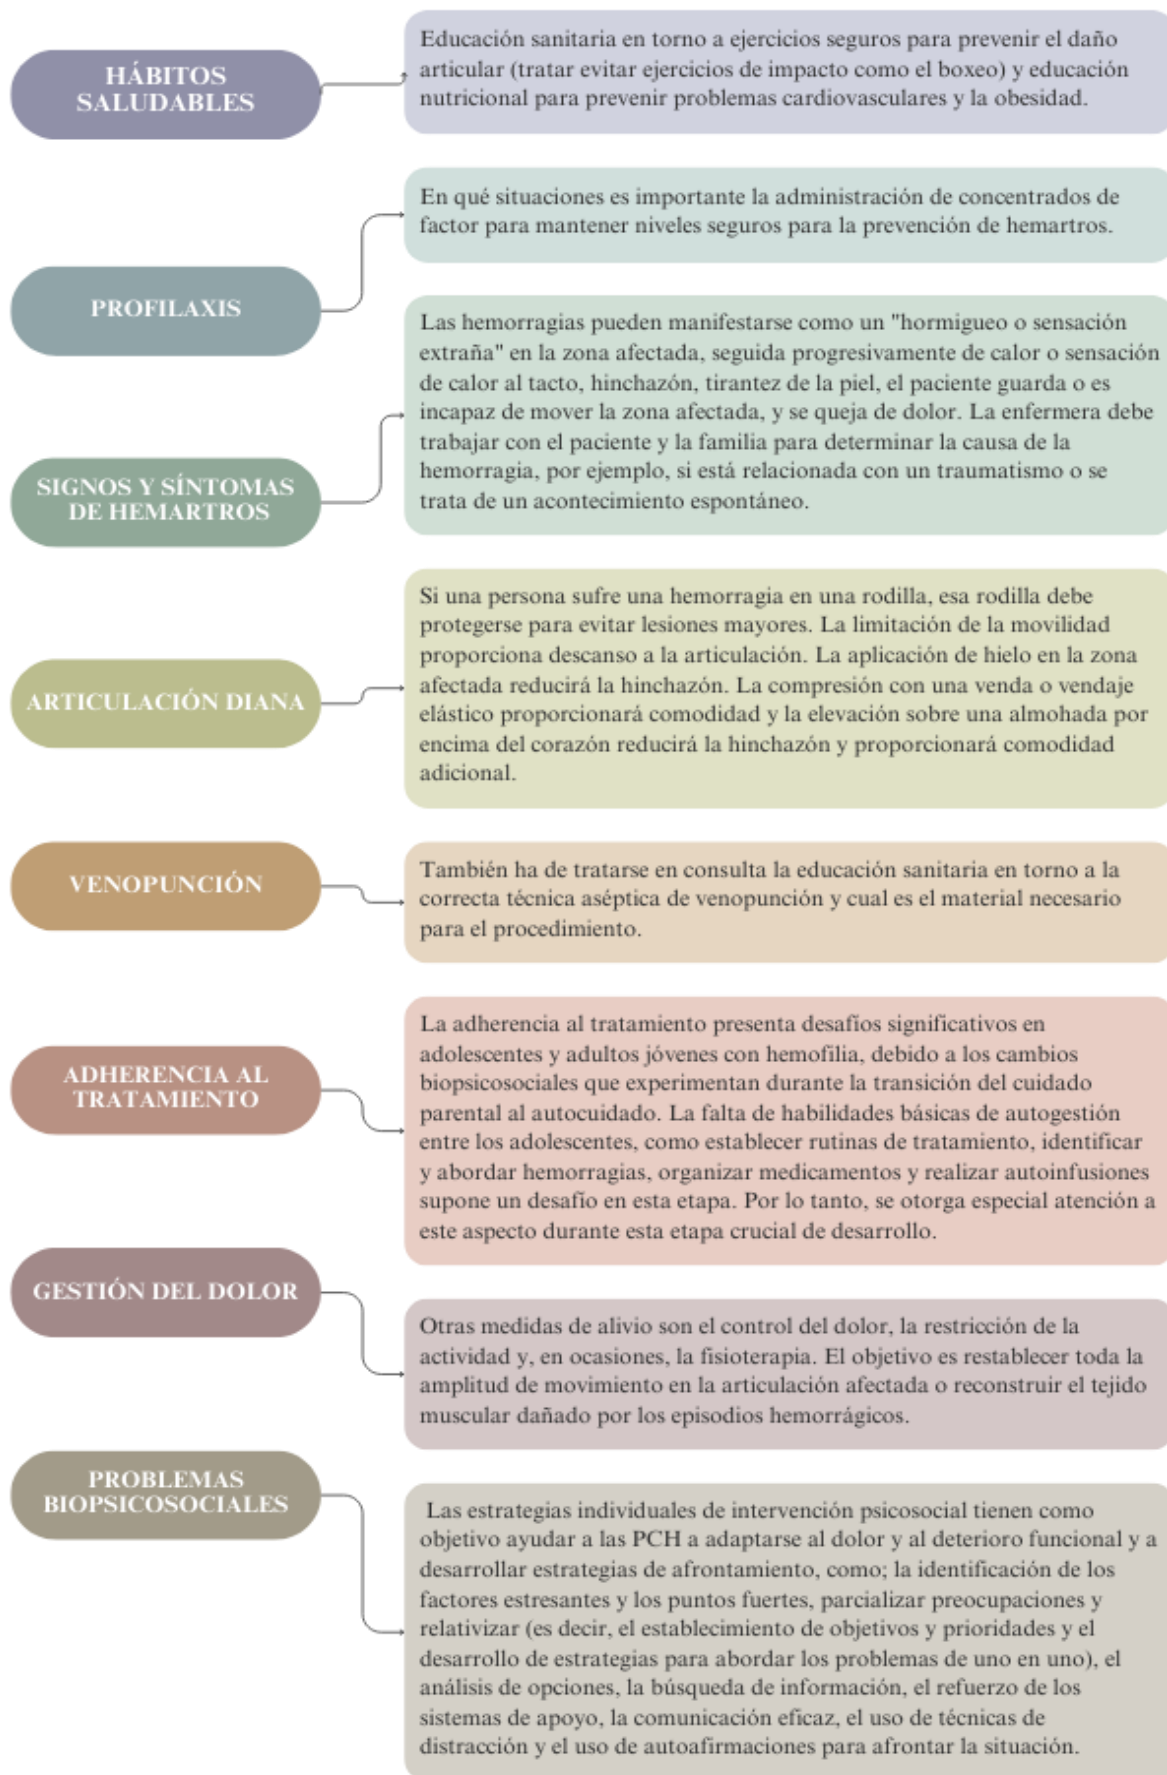 HÁBITOS
SALUDABLES
Educación sanitaria en torno a ejercicios seguros para prevenir el daño
articular (tratar evitar ejercicios de impacto como el boxeo) y educación
nutricional para prevenir problemas cardiovasculares y la obesidad.
PROFILAXIS
En qué situaciones es importante la administración de concentrados de
factor para mantener niveles seguros para la prevención de hemartros.
SIGNOS Y SÍNTOMAS
DE HEMARTROS
Las hemorragias pueden manifestarse como un "hormigueo o sensación
extraña" en la zona afectada, seguida progresivamente de calor o sensación
de calor al tacto, hinchazón, tirantez de la piel, el paciente guarda o es
incapaz de mover la zona afectada, y se queja de dolor. La enfermera debe
trabajar con el paciente y la familia para determinar la causa de la
hemorragia, por ejemplo, si está relacionada con un traumatismo o se
trata de un acontecimiento espontáneo.
ARTICULACIÓN DIANA
Si una persona sufre una hemorragia en una rodilla, esa rodilla debe
protegerse para evitar lesiones mayores. La limitación de la movilidad
proporciona descanso a la articulación. La aplicación de hielo en la zona
afectada reducirá la hinchazón. La compresión con una venda o vendaje
elástico proporcionará comodidad y la elevación sobre una almohada por
encima del corazón reducirá la hinchazón y proporcionará comodidad
adicional.
VENOPUNCIÓN
También ha de tratarse en consulta la educación sanitaria en torno a la
correcta técnica aséptica de venopunción y cual es el material necesario
para el procedimiento.
ADHERENCIA AL
TRATAMIENTO
La adherencia al tratamiento presenta desafíos significativos en
adolescentes y adultos jóvenes con hemofilia, debido a los cambios
biopsicosociales que experimentan durante la transición del cuidado
parental al autocuidado. La falta de habilidades básicas de autogestión
entre los adolescentes, como establecer rutinas de tratamiento, identificar
y abordar hemorragias, organizar medicamentos y realizar autoinfusiones
supone un desafío en esta etapa. Por lo tanto, se otorga especial atención a
este aspecto durante esta etapa crucial de desarrollo.
GESTIÓN DEL DOLOR
Otras medidas de alivio son el control del dolor, la restricción de la
actividad y, en ocasiones, la fisioterapia. El objetivo es restablecer toda la
amplitud de movimiento en la articulación afectada o reconstruir el tejido
muscular dañado por los episodios hemorrágicos.
PROBLEMAS
BIOPSICOSOCIALES
Las estrategias individuales de intervención psicosocial tienen como
objetivo ayudar a las PCH a adaptarse al dolor y al deterioro funcional y a
desarrollar estrategias de afrontamiento, como; la identificación de los
factores estresantes y los puntos fuertes, parcializar preocupaciones y
relativizar (es decir, el establecimiento de objetivos y prioridades y el
desarrollo de estrategias para abordar los problemas de uno en uno), el
análisis de opciones, la búsqueda de información, el refuerzo de los
sistemas de apoyo, la comunicación eficaz, el uso de técnicas de
distracción y el uso de autoafirmaciones para afrontar la situación.